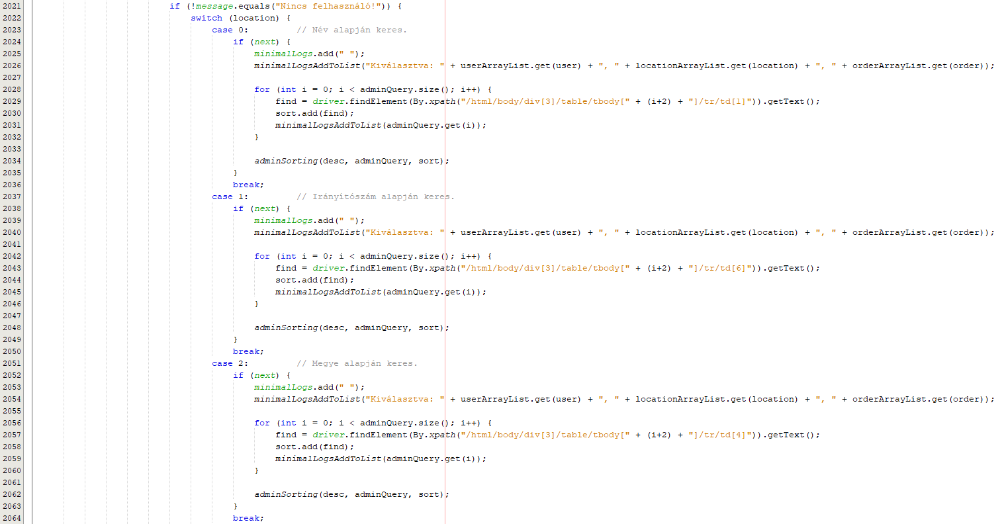 2021 if (!message.equals("Nincs felhasználó!")) {
2022 switch (location) {
2023 case 0: // Név alapján keres.
2024 if (next) {
2025 minimalLogs.add(" ");
2026 minimalLogsAddToList("Kiválasztva: " + userArrayList.get(user) + ", " + locationArrayList.get(location) + ", " + orderArrayList.get(order));
2027
2028 for (int i = 0; i < adminQuery.size(); i++) {
2029 find = driver.findElement(By.xpath("/html/body/div[3]/table/tbody[" + (i+2) + "]/tr/td[1]")).getText();
2030 sort.add(find);
2031 minimalLogsAddToList(adminQuery.get(i));
2032 }
2033
2034 adminSorting(desc, adminQuery, sort);
2035 }
2036 break;
2037 case 1: // Irányítószám alapján keres.
2038 if (next) {
2039 minimalLogs.add(" ");
2040 minimalLogsAddToList("Kiválasztva: " + userArrayList.get(user) + ", " + locationArrayList.get(location) + ", " + orderArrayList.get(order));
2041
2042 for (int i = 0; i < adminQuery.size(); i++) {
2043 find = driver.findElement(By.xpath("/html/body/div[3]/table/tbody[" + (i+2) + "]/tr/td[6]")).getText();
2044 sort.add(find);
2045 minimalLogsAddToList(adminQuery.get(i));
2046 }
2047
2048 adminSorting(desc, adminQuery, sort);
2049 }
2050 break;
2051 case 2: // Megye alapján keres.
2052 if (next) {
2053 minimalLogs.add(" ");
2054 minimalLogsAddToList("Kiválasztva: " + userArrayList.get(user) + ", " + locationArrayList.get(location) + ", " + orderArrayList.get(order));
2055
2056 for (int i = 0; i < adminQuery.size(); i++) {
2057 find = driver.findElement(By.xpath("/html/body/div[3]/table/tbody[" + (i+2) + "]/tr/td[4]")).getText();
2058 sort.add(find);
2059 minimalLogsAddToList(adminQuery.get(i));
2060 }
2061
2062 adminSorting(desc, adminQuery, sort);
2063 }
2064 break;